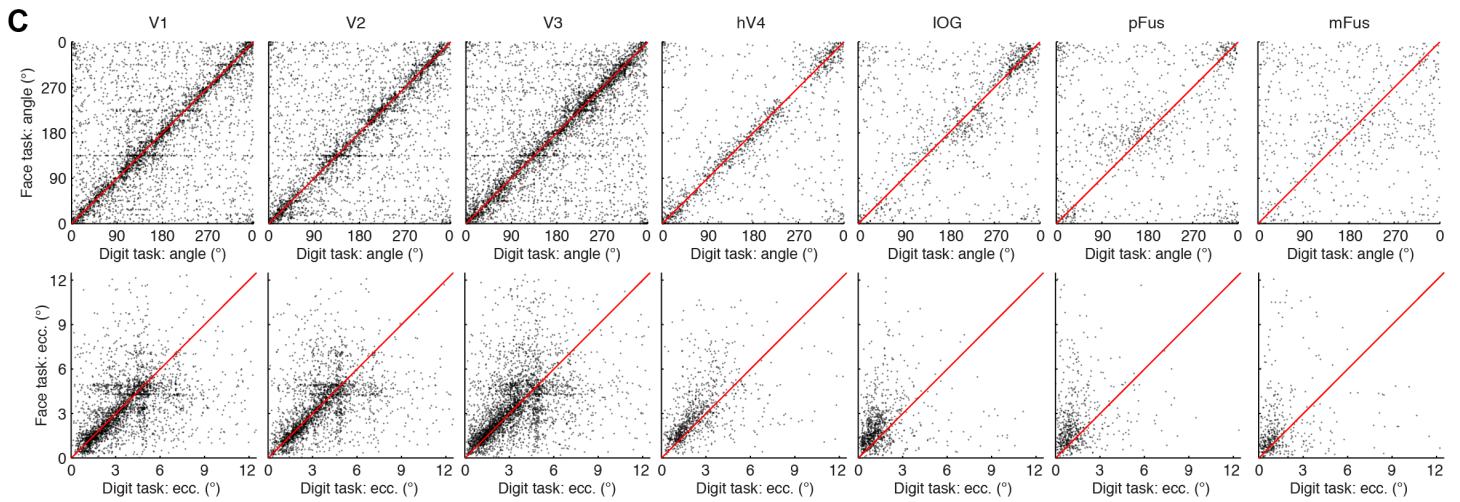 C
V1 V2 V3 hV4 IOG pFus mFus
Face task: angle (°)
0
270
180
90
0
0 90 180 270 0 0 90 180 270 0 0 90 180 270 0 0 90 180 270 0 0 90 180 270 0 0 90 180 270 0 0 90 180 270 0
Digit task: angle (°) Digit task: angle (°) Digit task: angle (°) Digit task: angle (°) Digit task: angle (°) Digit task: angle (°) Digit task: angle (°)
Face task: ecc. (°)
12
9
6
3
0
0 3 6 9 12 0 3 6 9 12 0 3 6 9 12 0 3 6 9 12 0 3 6 9 12 0 3 6 9 12 0 3 6 9 12
Digit task: ecc. (°) Digit task: ecc. (°) Digit task: ecc. (°) Digit task: ecc. (°) Digit task: ecc. (°) Digit task: ecc. (°) Digit task: ecc. (°)